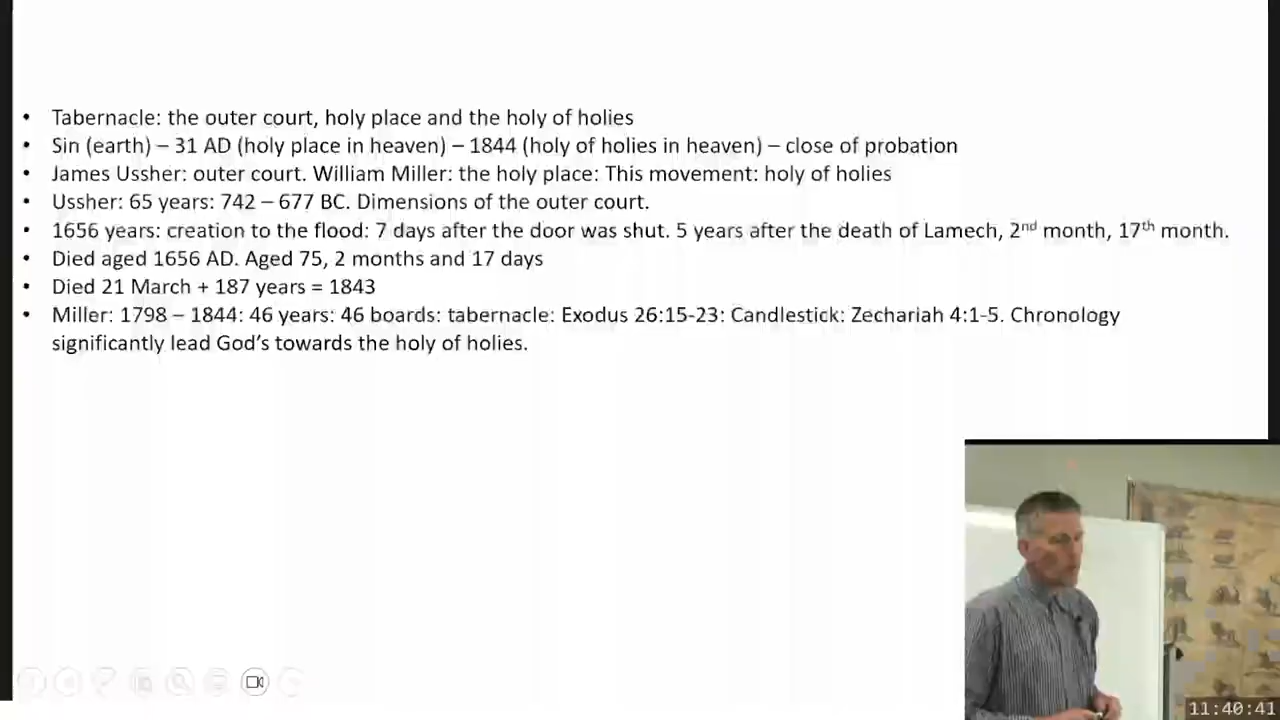 • Tabernacle: the outer court, holy place and the holy of holies
• Sin (earth) – 31 AD (holy place in heaven) – 1844 (holy of holies in heaven) – close of probation
• James Ussher: outer court. William Miller: the holy place: This movement: holy of holies
• Ussher: 65 years: 742 – 677 BC. Dimensions of the outer court.
• 1656 years: creation to the flood: 7 days after the door was shut. 5 years after the death of Lamech, 2nd month, 17th month.
• Died aged 1656 AD. Aged 75, 2 months and 17 days
• Died 21 March + 187 years = 1843
• Miller: 1798 – 1844: 46 years: 46 boards: tabernacle: Exodus 26:15-23: Candlestick: Zechariah 4:1-5. Chronology
significantly lead God’s towards the holy of holies.
11:40:41